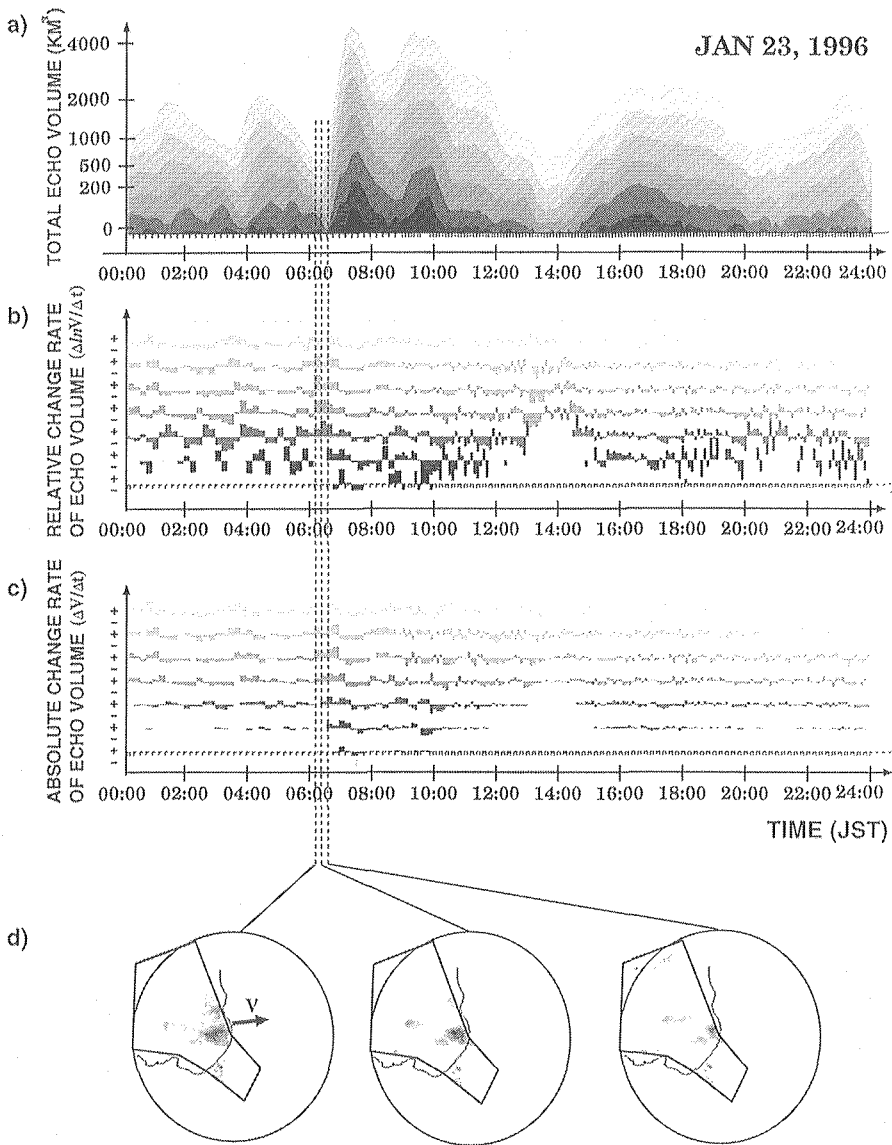 a)
TOTAL ECHO VOLUME (KM³)
4000
2000
1000
500
200
0
JAN 23, 1996
00:00 02:00 04:00 06:00 08:00 10:00 12:00 14:00 16:00 18:00 20:00 22:00 24:00
b)
RELATIVE CHANGE RATE
OF ECHO VOLUME (ΔlnV/Δt)
+
-
+
-
+
-
+
-
+
-
+
-
+
-
00:00 02:00 04:00 06:00 08:00 10:00 12:00 14:00 16:00 18:00 20:00 22:00 24:00
c)
ABSOLUTE CHANGE RATE
OF ECHO VOLUME (ΔV/Δt)
+
-
+
-
+
-
+
-
+
-
+
-
+
-
00:00 02:00 04:00 06:00 08:00 10:00 12:00 14:00 16:00 18:00 20:00 22:00 24:00
TIME (JST)
d)
v